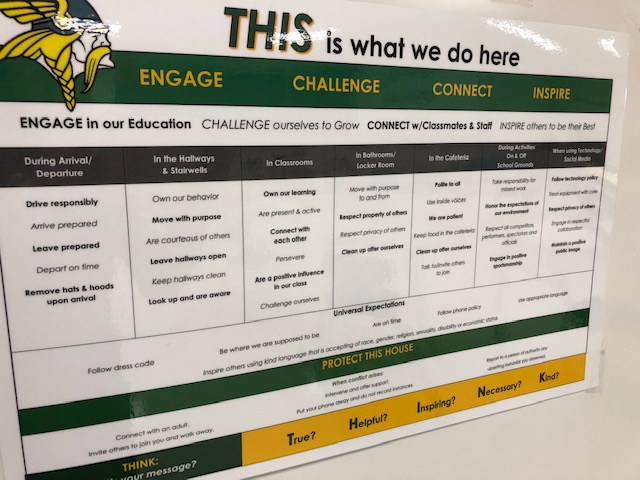 THIS is what we do here
ENGAGE CHALLENGE CONNECT INSPIRE
ENGAGE in our Education CHALLENGE ourselves to Grow CONNECT w/Classmates & Staff INSPIRE others to be their Best
During Arrival/
Departure
Drive responsibly
Arrive prepared
Leave prepared
Depart on time
Remove hats & hoods
upon arrival
In the Hallways
& Stairwells
Own our behavior
Move with purpose
Are courteous of others
Leave hallways open
Keep hallways clean
Look up and are aware
In Classrooms
Own our learning
Are present & active
Connect with
each other
Persevere
Are a positive influence
in our class
Challenge ourselves
In Bathrooms/
Locker Room
Move with purpose
to and from
Respect property of others
Respect privacy of others
Clean up after ourselves
In the Cafeteria
Polite to all
Use inside voices
We are patient
Keep food in the cafeteria
Clean up after ourselves
Talk to/invite others
to join
During Activities
On & Off
School Grounds
Take responsibility for
missed work
Honor the expectations of
our environment
Respect all competitors,
performers, spectators and
officials
Engage in positive
sportsmanship
When using Technology/
Social Media
Follow technology policy
Treat equipment with care
Respect privacy of others
Engage in respectful
collaboration
Maintain a positive
public image
Universal Expectations
Follow dress code
Be where we are supposed to be
Are on time
Follow phone policy
Use appropriate language
Inspire others using kind language that is accepting of race, gender, religion, sexuality, disability or economic status.
PROTECT THIS HOUSE
Connect with an adult.
Invite others to join you and walk away.
When conflict arises:
Intervene and offer support.
Put your phone away and do not record instances.
Report to a person of authority any
upsetting behavior you observed.
THINK:
your message?
True? Helpful? Inspiring? Necessary? Kind?